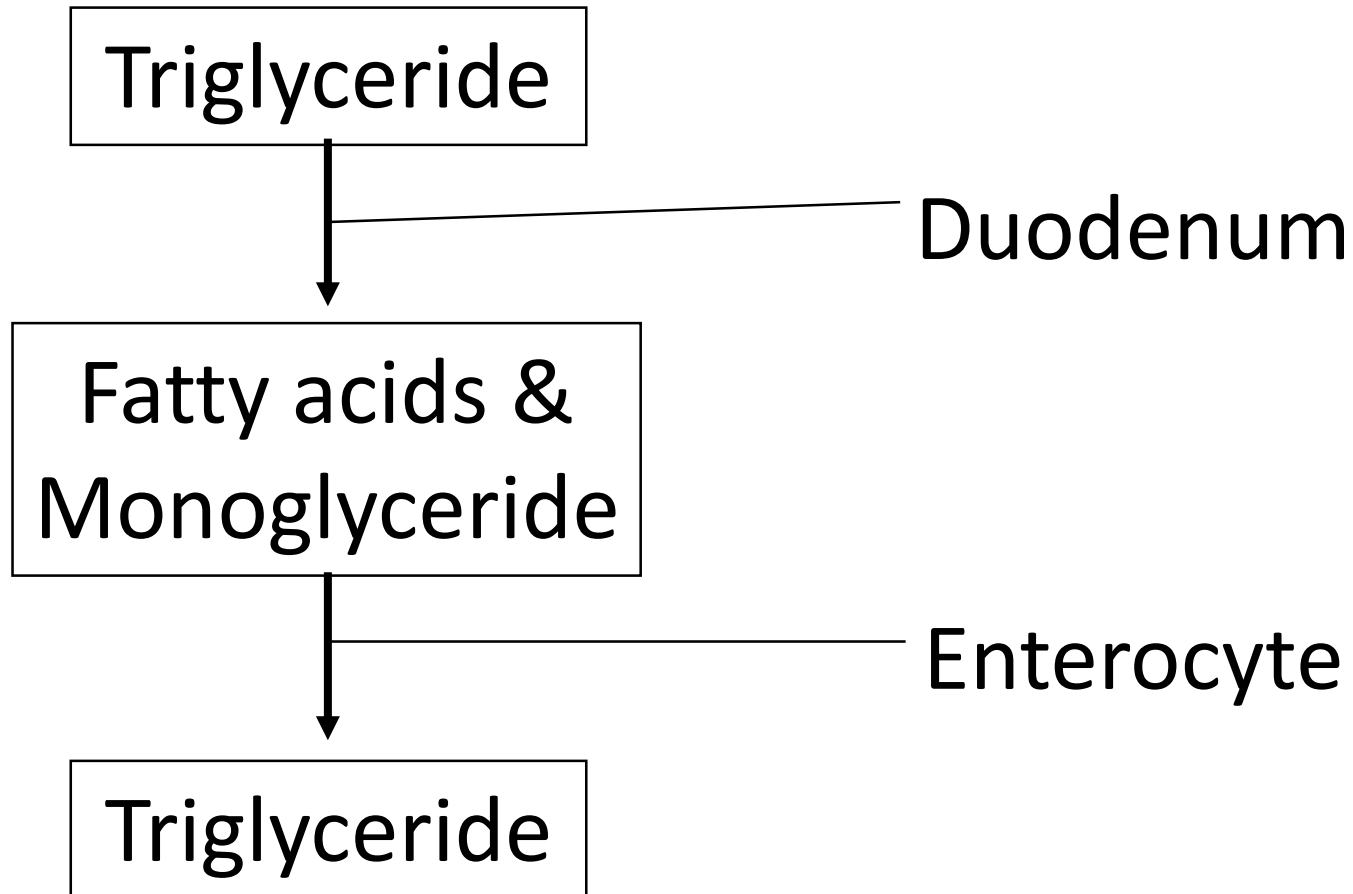 Triglyceride
Duodenum
Fatty acids &
Monoglyceride
Enterocyte
Triglyceride